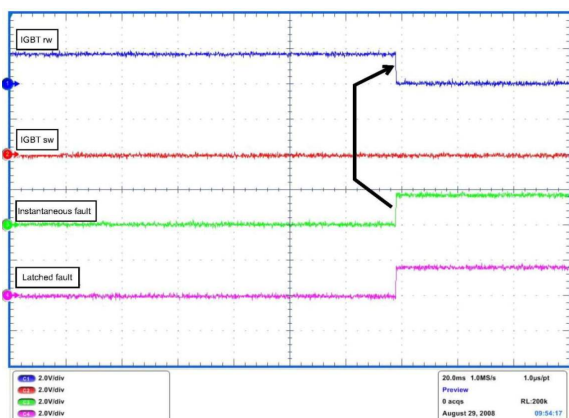 IGBT rw
1
IGBT sw
2
Instantaneous fault
Latched fault
2.0V/div
2.0V/div
2.0V/div
2.0V/div
20.0ms 1.0MS/s 1.0µs/pt
Preview
0 acqs RL:200k
August 29, 2008 09:54:17